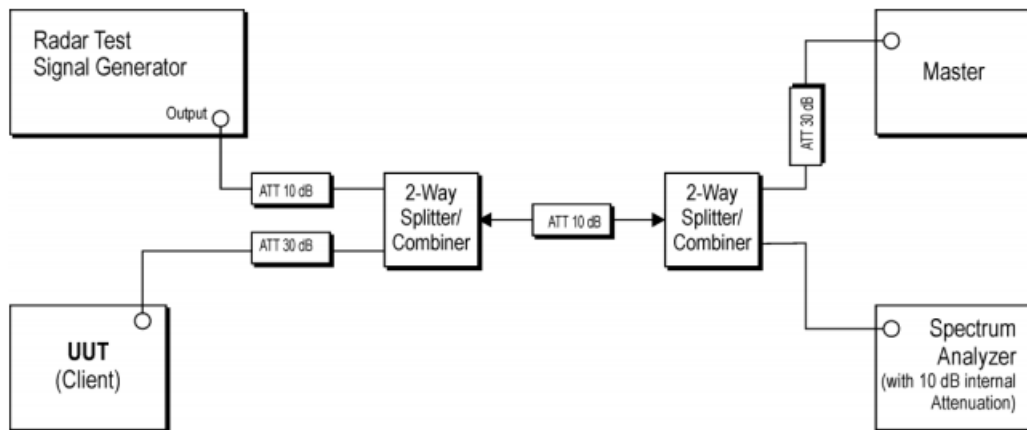 Radar Test
Signal Generator
Output
ATT 10 dB
ATT 30 dB
UUT
(Client)
2-Way
Splitter/
Combiner
ATT 10 dB
2-Way
Splitter/
Combiner
ATT 30 dB
Master
Spectrum
Analyzer
(with 10 dB internal
Attenuation)